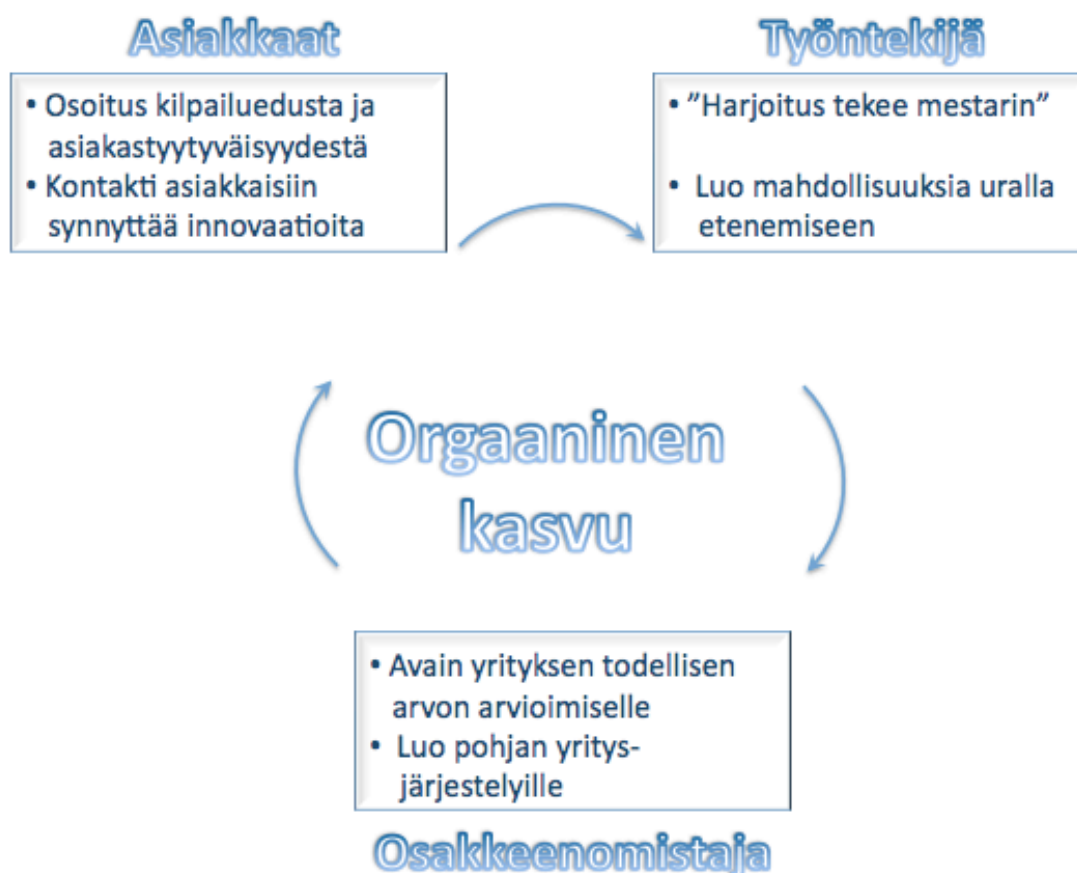 Asiakkaat
• Osoitus kilpailuedusta ja
asiakastyytyväisyydestä
• Kontakti asiakkaisiin
synnyttää innovaatioita
Työntekijä
• ”Harjoitus tekee mestarin”
• Luo mahdollisuuksia uralla
etenemiseen
Orgaaninen
kasvu
• Avain yrityksen todellisen
arvon arvioimiselle
• Luo pohjan yritys-
järjestelyille
Osakkeenomistaja